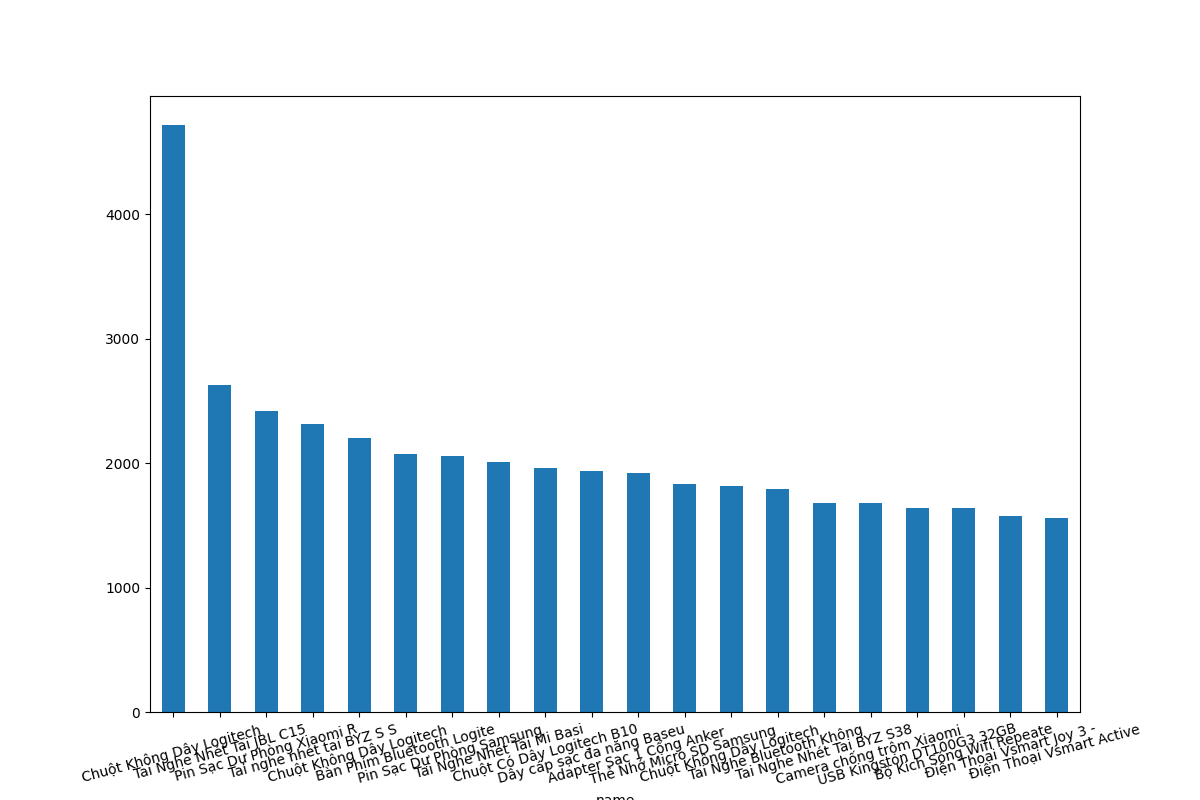 4000
3000
2000
1000
0
Chuột Không Dây Logitech
Tai Nghe Nhét Tai JBL C15
Pin Sạc Dự Phòng Xiaomi R
Tai nghe nhét tai BYZ S S
Chuột Không Dây Logitech
Bàn Phím Bluetooth Logite
Pin Sạc Dự Phòng Samsung
Tai Nghe Nhét Tai Mi Basi
Chuột Có Dây Logitech B10
Dây cáp sạc đa năng Baseu
Adapter Sạc 1 Cổng Anker
Thẻ Nhớ Micro SD Samsung
Chuột Không Dây Logitech
Tai Nghe Bluetooth Không
Tai Nghe Nhét Tai BYZ S38
Camera chống trộm Xiaomi
USB Kingston DT100G3 32GB
Bộ Kích Sóng Wifi Repeate
Điện Thoại Vsmart Joy 3 -
Điện Thoại Vsmart Active
name